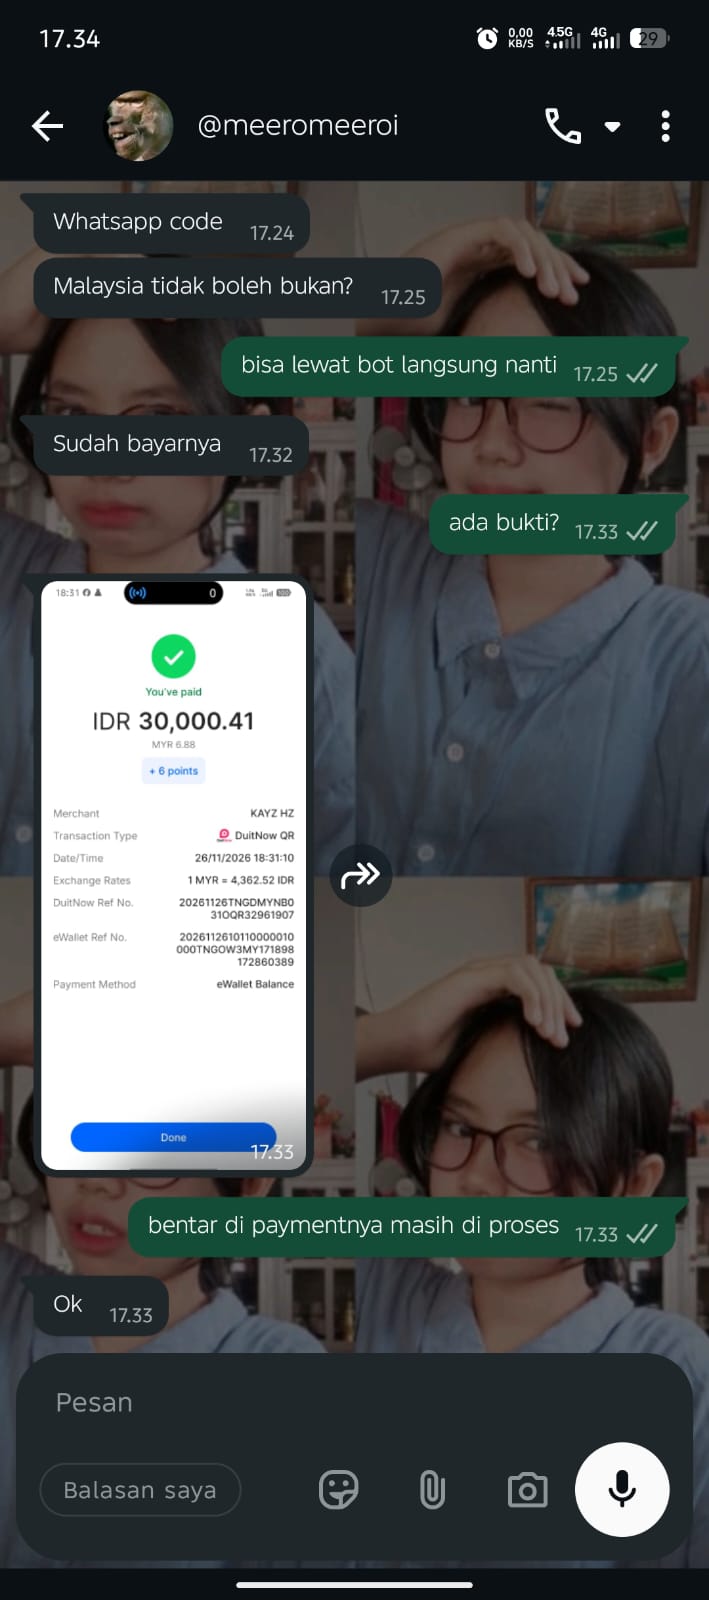 17.34
0,00
KB/S
4.5G
4G
29
@meeromeeroi
Whatsapp code 17.24
Malaysia tidak boleh bukan? 17.25
bisa lewat bot langsung nanti 17.25
Sudah bayarnya 17.32
ada bukti? 17.33
18:31
0
You've paid
IDR 30,000.41
MYR 6.88
+ 6 points
Merchant KAYZ HZ
Transaction Type DuitNow QR
Date/Time 26/11/2026 18:31:10
Exchange Rates 1 MYR = 4,362.52 IDR
DuitNow Ref No. 20261126TNGDMYNB0
31OQR32961907
eWallet Ref No. 2026112610110000010
000TNGOW3MY171898
172860389
Payment Method eWallet Balance
Done
17.33
bentar di paymentnya masih di proses 17.33
Ok 17.33
Pesan
Balasan saya